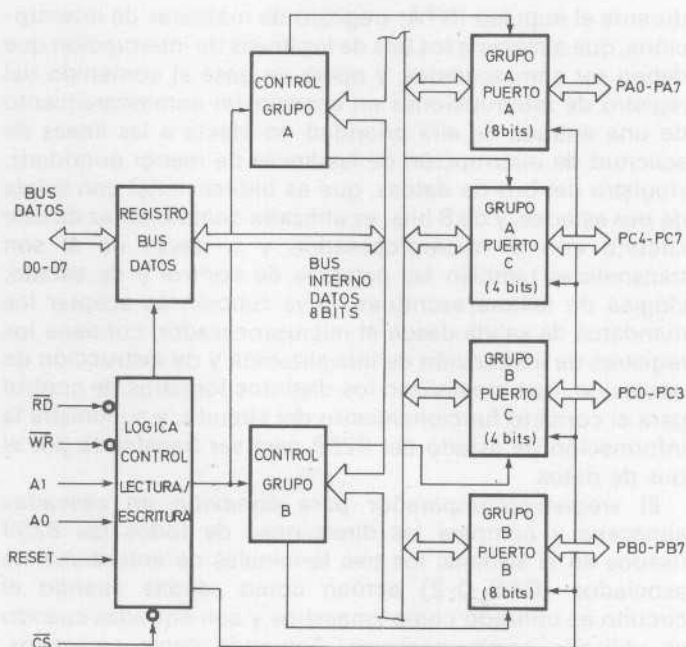 CONTROL
GRUPO
A
GRUPO
A
PUERTO
A
(8bits)
PA0-PA7
BUS
DATOS
D0-D7
REGISTRO
BUS
DATOS
BUS
INTERNO
DATOS
8BITS
GRUPO
A
PUERTO
C
(4 bits)
PC4-PC7
GRUPO
B
PUERTO
C
(4 bits)
PC0-PC3
RD
WR
A1
A0
RESET
CS
LOGICA
CONTROL
LECTURA/
ESCRITURA
CONTROL
GRUPO
B
GRUPO
B
PUERTO
B
(8 bits)
PB0-PB7